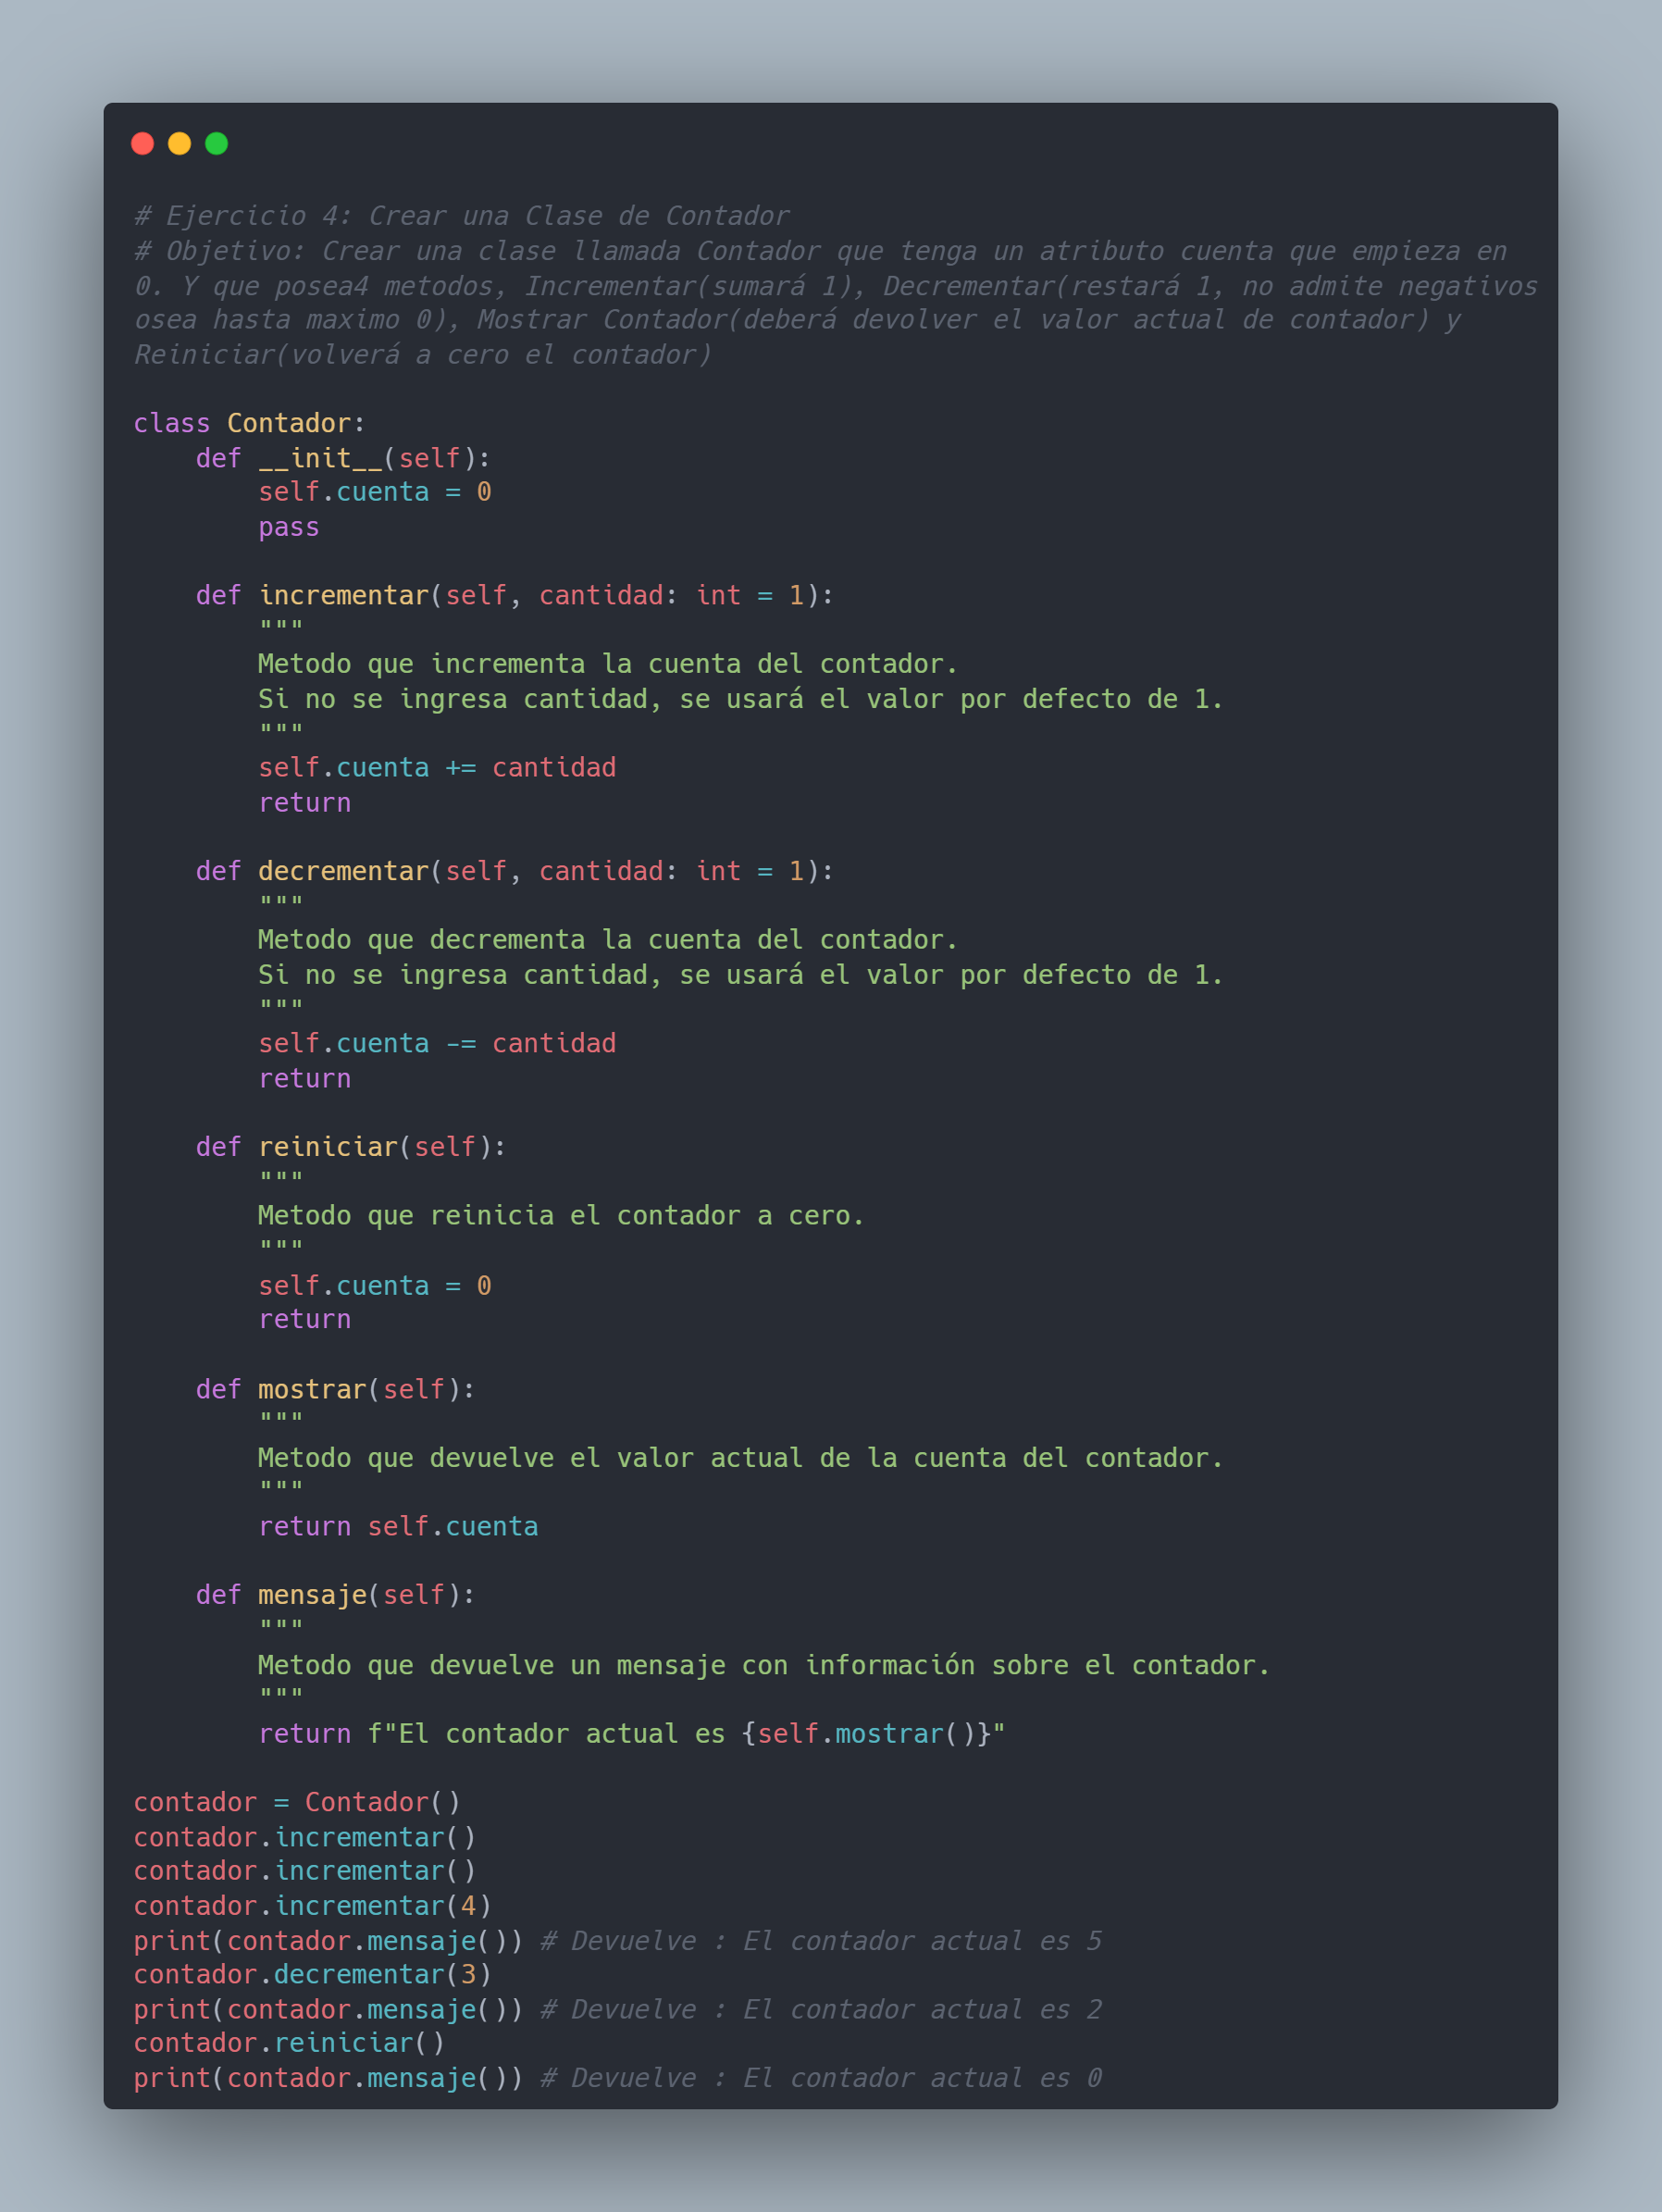 # Ejercicio 4: Crear una Clase de Contador
# Objetivo: Crear una clase llamada Contador que tenga un atributo cuenta que empieza en
0. Y que posea4 metodos, Incrementar(sumará 1), Decrementar(restará 1, no admite negativos
osea hasta maximo 0), Mostrar Contador(deberá devolver el valor actual de contador) y
Reiniciar(volverá a cero el contador)

class Contador:
    def __init__(self):
        self.cuenta = 0
        pass

    def incrementar(self, cantidad: int = 1):
        """
        Metodo que incrementa la cuenta del contador.
        Si no se ingresa cantidad, se usará el valor por defecto de 1.
        """
        self.cuenta += cantidad
        return

    def decrementar(self, cantidad: int = 1):
        """
        Metodo que decrementa la cuenta del contador.
        Si no se ingresa cantidad, se usará el valor por defecto de 1.
        """
        self.cuenta -= cantidad
        return

    def reiniciar(self):
        """
        Metodo que reinicia el contador a cero.
        """
        self.cuenta = 0
        return

    def mostrar(self):
        """
        Metodo que devuelve el valor actual de la cuenta del contador.
        """
        return self.cuenta

    def mensaje(self):
        """
        Metodo que devuelve un mensaje con información sobre el contador.
        """
        return f"El contador actual es {self.mostrar()}"

contador = Contador()
contador.incrementar()
contador.incrementar()
contador.incrementar(4)
print(contador.mensaje()) # Devuelve : El contador actual es 5
contador.decrementar(3)
print(contador.mensaje()) # Devuelve : El contador actual es 2
contador.reiniciar()
print(contador.mensaje()) # Devuelve : El contador actual es 0